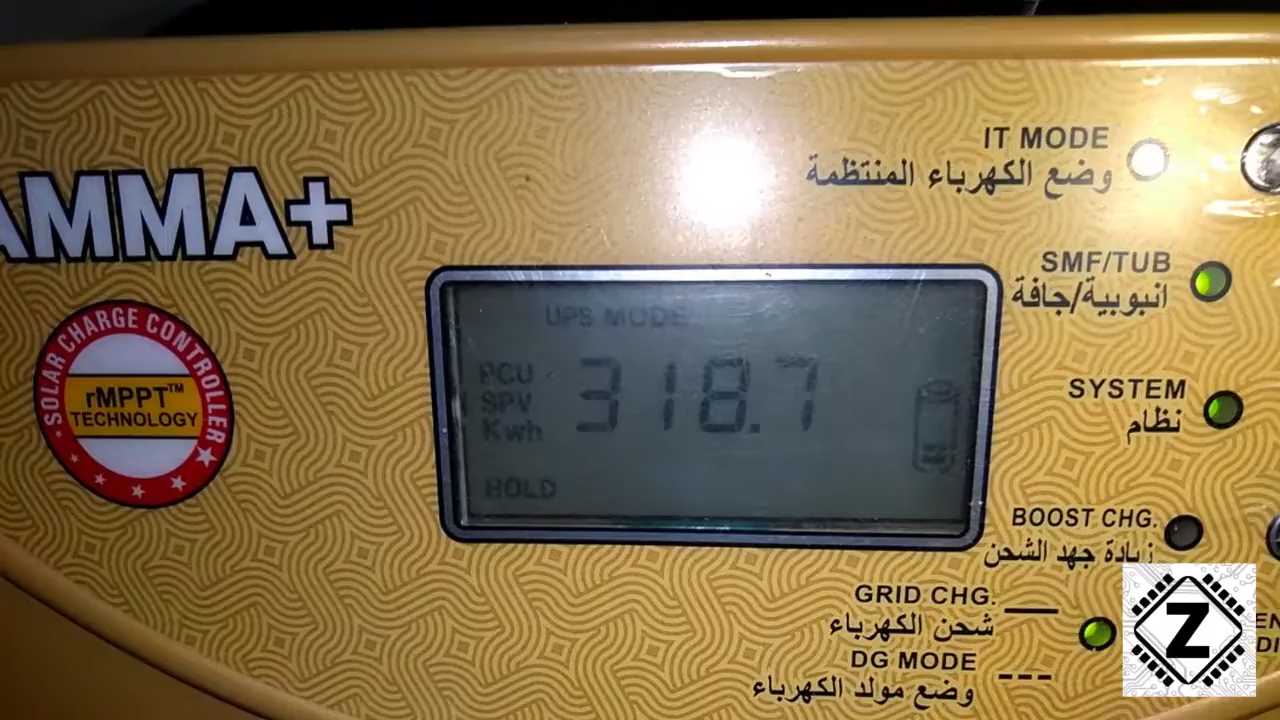 AMMA+
SOLAR CHARGE CONTROLLER
rMPPT™
TECHNOLOGY
UPS MODE
PCU
SPV
Kwh
318.7
HOLD
IT MODE
وضع الكهرباء المنتظمة
SMF/TUB
انبوبية/جافة
SYSTEM
نظام
BOOST CHG.
زيادة جهد الشحن
GRID CHG.
شحن الكهرباء
DG MODE
وضع مولد الكهرباء
Z